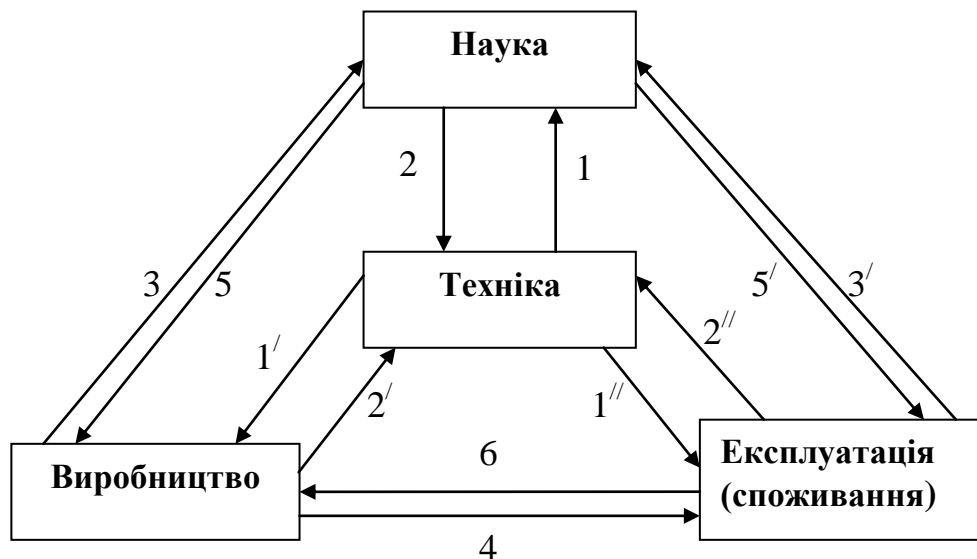 Наука
2
1
3
5
Техніка
5/
3/
2//
1/
2/
1//
Виробництво
6
Експлуатація
(споживання)
4